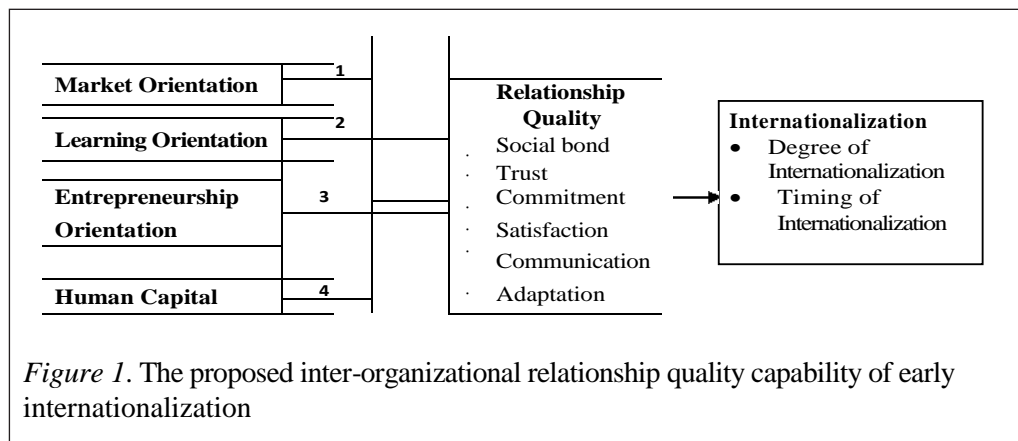 Market Orientation
1
Learning Orientation
2
Entrepreneurship
Orientation
3
Human Capital
4
Relationship
Quality
· Social bond
· Trust
· Commitment
· Satisfaction
· Communication
· Adaptation
Internationalization
• Degree of
Internationalization
• Timing of
Internationalization
Figure 1. The proposed inter-organizational relationship quality capability of early
internationalization